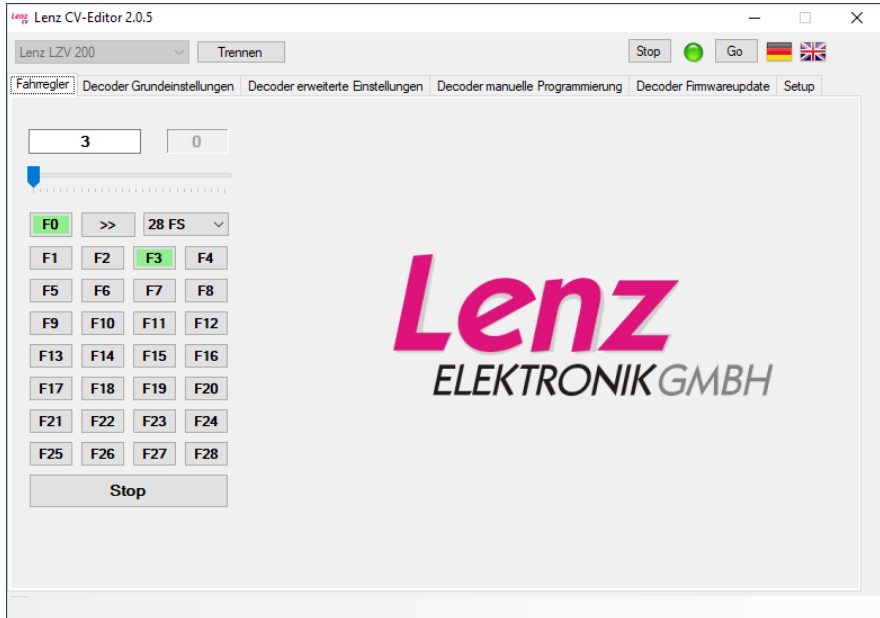 Lenz CV Lenz CV-Editor 2.0.5
Lenz LZV 200 Trennen Stop Go
Fahrregler Decoder Grundeinstellungen Decoder erweiterte Einstellungen Decoder manuelle Programmierung Decoder Firmwareupdate Setup
3 0
F0 >> 28 FS
F1 F2 F3 F4
F5 F6 F7 F8
F9 F10 F11 F12
F13 F14 F15 F16
F17 F18 F19 F20
F21 F22 F23 F24
F25 F26 F27 F28
Stop
Lenz
ELEKTRONIK GMBH